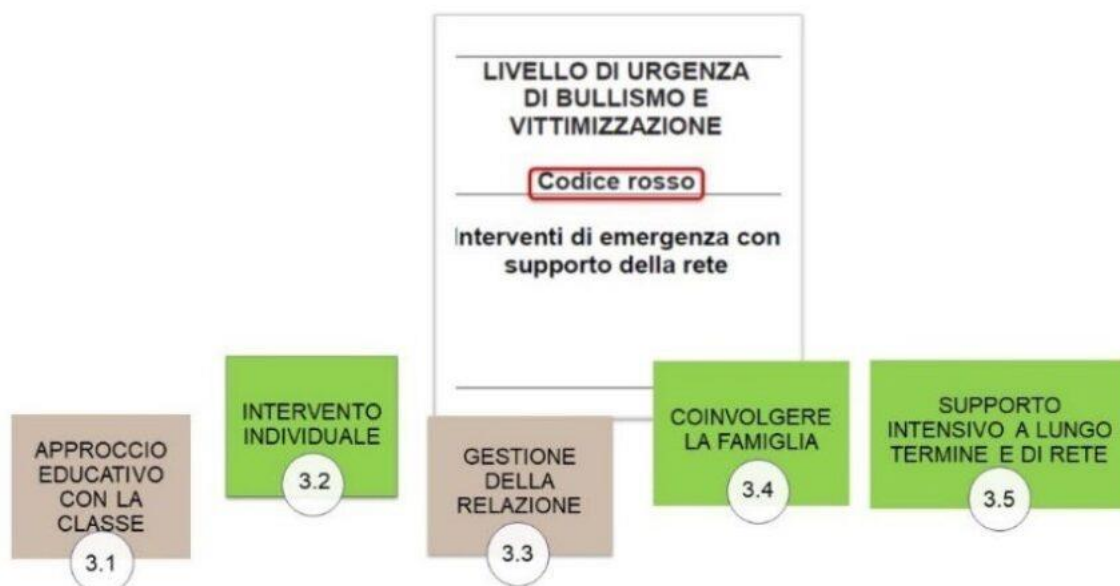 LIVELLO DI URGENZA
DI BULLISMO E
VITTIMIZZAZIONE
Codice rosso
Interventi di emergenza con
supporto della rete
APPROCCIO
EDUCATIVO
CON LA
CLASSE
3.1
INTERVENTO
INDIVIDUALE
3.2
GESTIONE
DELLA
RELAZIONE
3.3
COINVOLGERE
LA FAMIGLIA
3.4
SUPPORTO
INTENSIVO A LUNGO
TERMINE E DI RETE
3.5